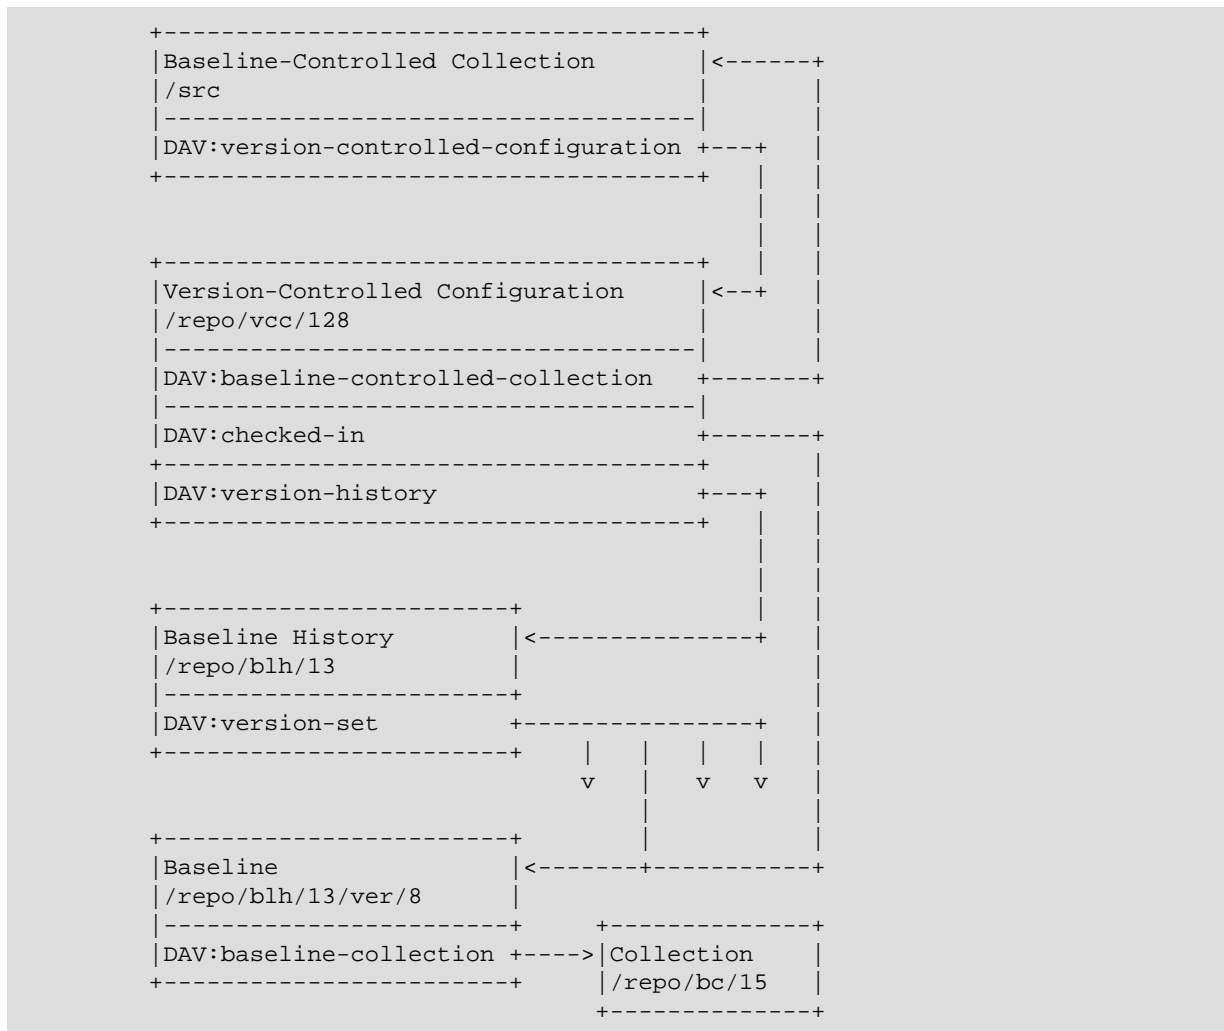 Baseline-Controlled Collection
/src
DAV:version-controlled-configuration
Version-Controlled Configuration
/repo/vcc/128
DAV:baseline-controlled-collection
DAV:checked-in
DAV:version-history
Baseline History
/repo/blh/13
DAV:version-set
v v v
Baseline
/repo/blh/13/ver/8
DAV:baseline-collection
Collection
/repo/bc/15